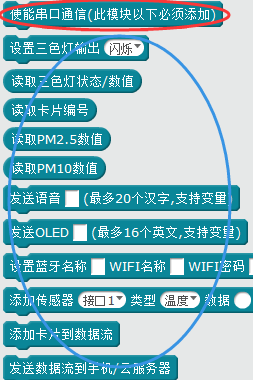 使能串口通信(此模块以下必须添加)
设置三色灯输出 闪烁
读取三色灯状态/数值
读取卡片编号
读取PM2.5数值
读取PM10数值
发送语音 (最多20个汉字,支持变量)
发送OLED (最多16个英文,支持变量)
设置蓝牙名称 WIFI名称 WIFI密码
添加传感器 接口1 类型 温度 数据
添加卡片到数据流
发送数据流到手机/云服务器